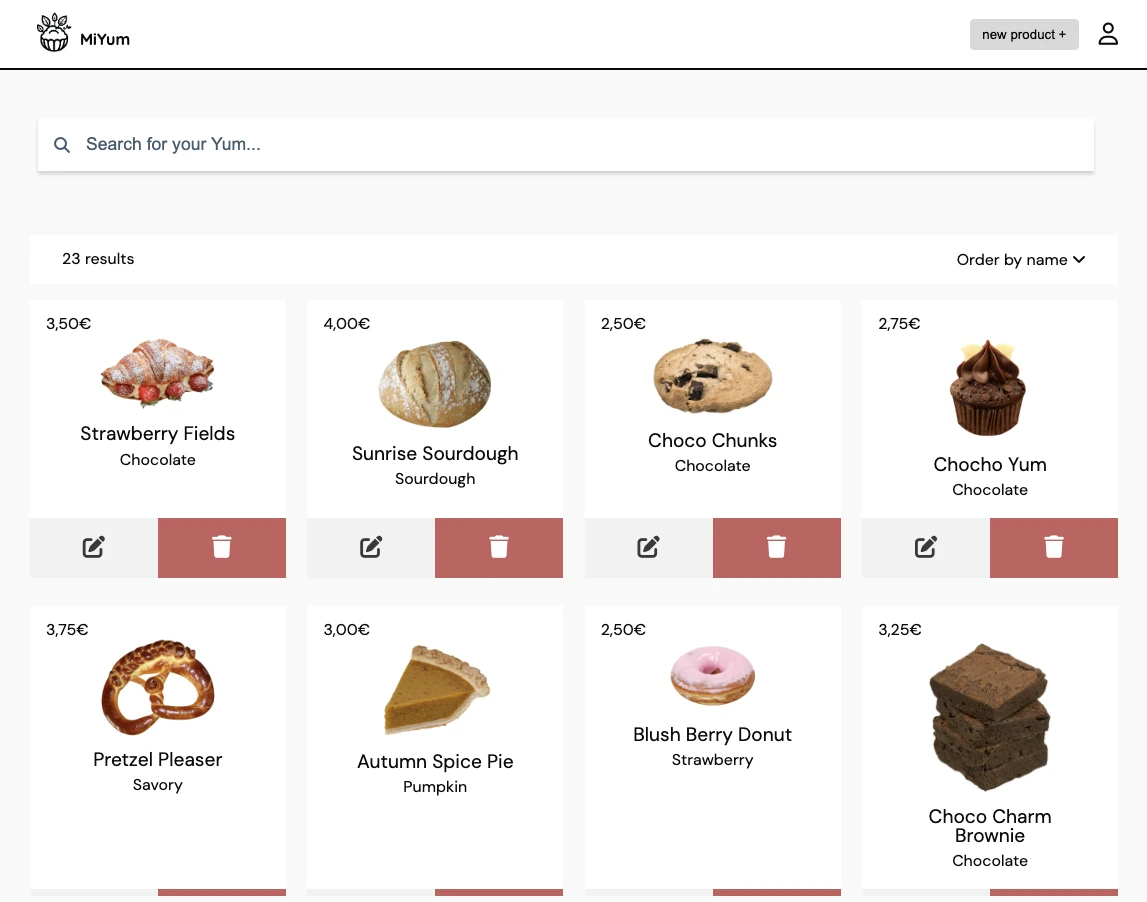 MiYum
new product +
Search for your Yum...
23 results
Order by name
3,50€
Strawberry Fields
Chocolate
4,00€
Sunrise Sourdough
Sourdough
2,50€
Choco Chunks
Chocolate
2,75€
Chocho Yum
Chocolate
3,75€
Pretzel Pleaser
Savory
3,00€
Autumn Spice Pie
Pumpkin
2,50€
Blush Berry Donut
Strawberry
3,25€
Choco Charm
Brownie
Chocolate